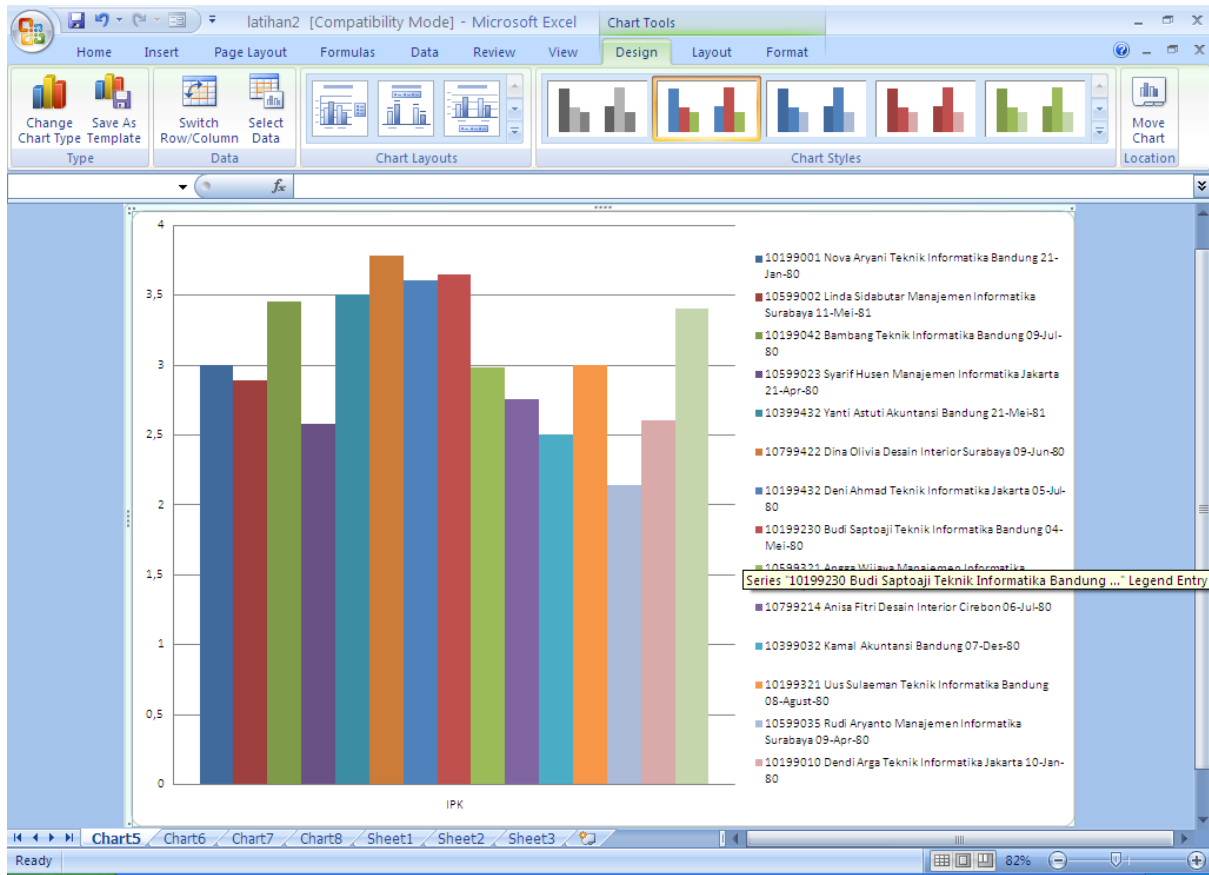 latihan2 [Compatibility Mode] - Microsoft Excel
Chart Tools
Home Insert Page Layout Formulas Data Review View Design Layout Format
Change Chart Type
Save As Template
Switch Row/Column
Select Data
Move Chart
Type Data Chart Layouts Chart Styles Location
fx
4
3,5
3
2,5
2
1,5
1
0,5
0
IPK
10199001 Nova Aryani Teknik Informatika Bandung 21-
Jan-80
10599002 Linda Sidabutar Manajemen Informatika
Surabaya 11-Mei-81
10199042 Bambang Teknik Informatika Bandung 09-Jul-
80
10599023 Syarif Husen Manajemen Informatika Jakarta
21-Apr-80
10399432 Yanti Astuti Akuntansi Bandung 21-Mei-81
10799422 Dina Olivia Desain Interior Surabaya 09-Jun-80
10199432 Deni Ahmad Teknik Informatika Jakarta 05-Jul-
80
10199230 Budi Saptoaji Teknik Informatika Bandung 04-
Mei-80
10599321 Angga Wijaya Manajemen Informatika
Series "10199230 Budi Saptoaji Teknik Informatika Bandung ..." Legend Entry
10799214 Anisa Fitri Desain Interior Cirebon 06-Jul-80
10399032 Kamal Akuntansi Bandung 07-Des-80
10199321 Uus Sulaeman Teknik Informatika Bandung
08-Agust-80
10599035 Rudi Aryanto Manajemen Informatika
Surabaya 09-Apr-80
10199010 Dendi Arga Teknik Informatika Jakarta 10-Jan-
80
Chart5 Chart6 Chart7 Chart8 Sheet1 Sheet2 Sheet3
Ready
82%